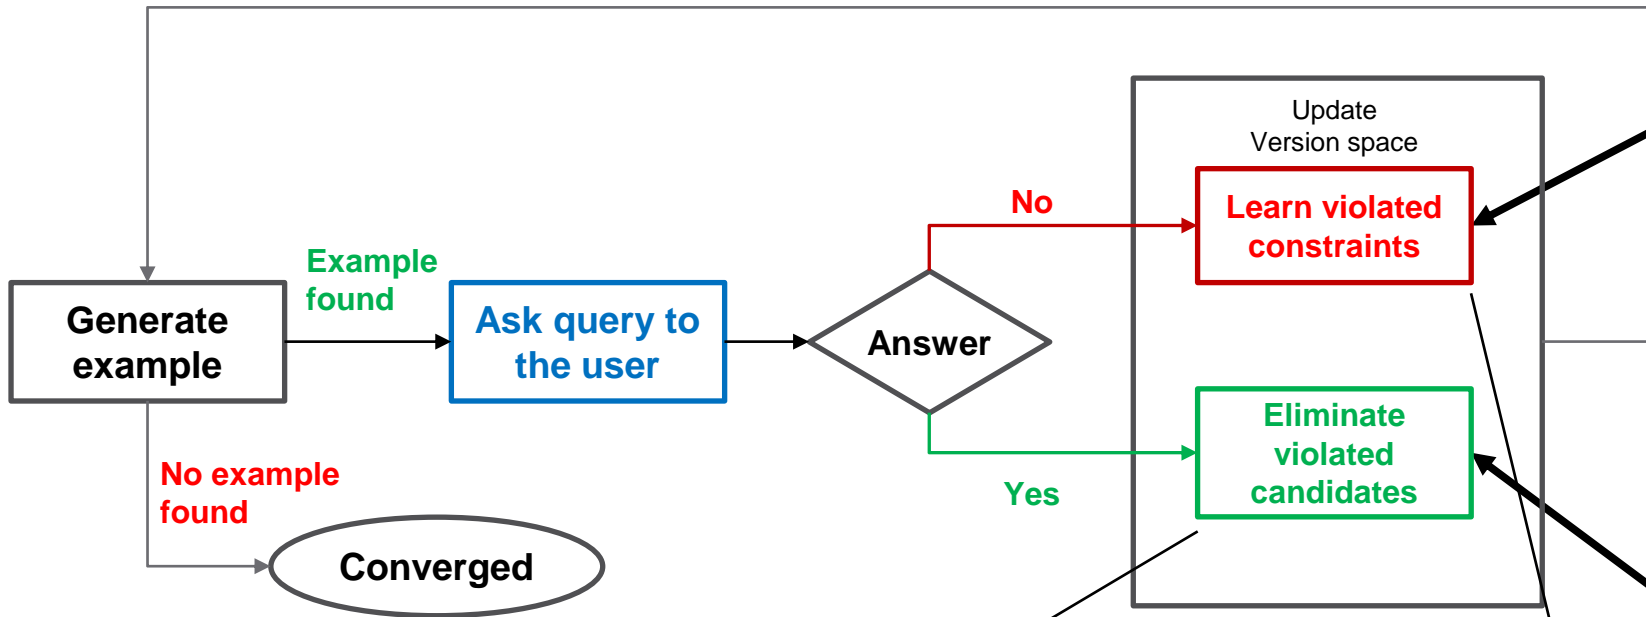 Update
Version space
No
Learn violated
constraints
Example
found
Generate
example
Ask query to
the user
Answer
Eliminate
violated
candidates
Yes
No example
found
Converged